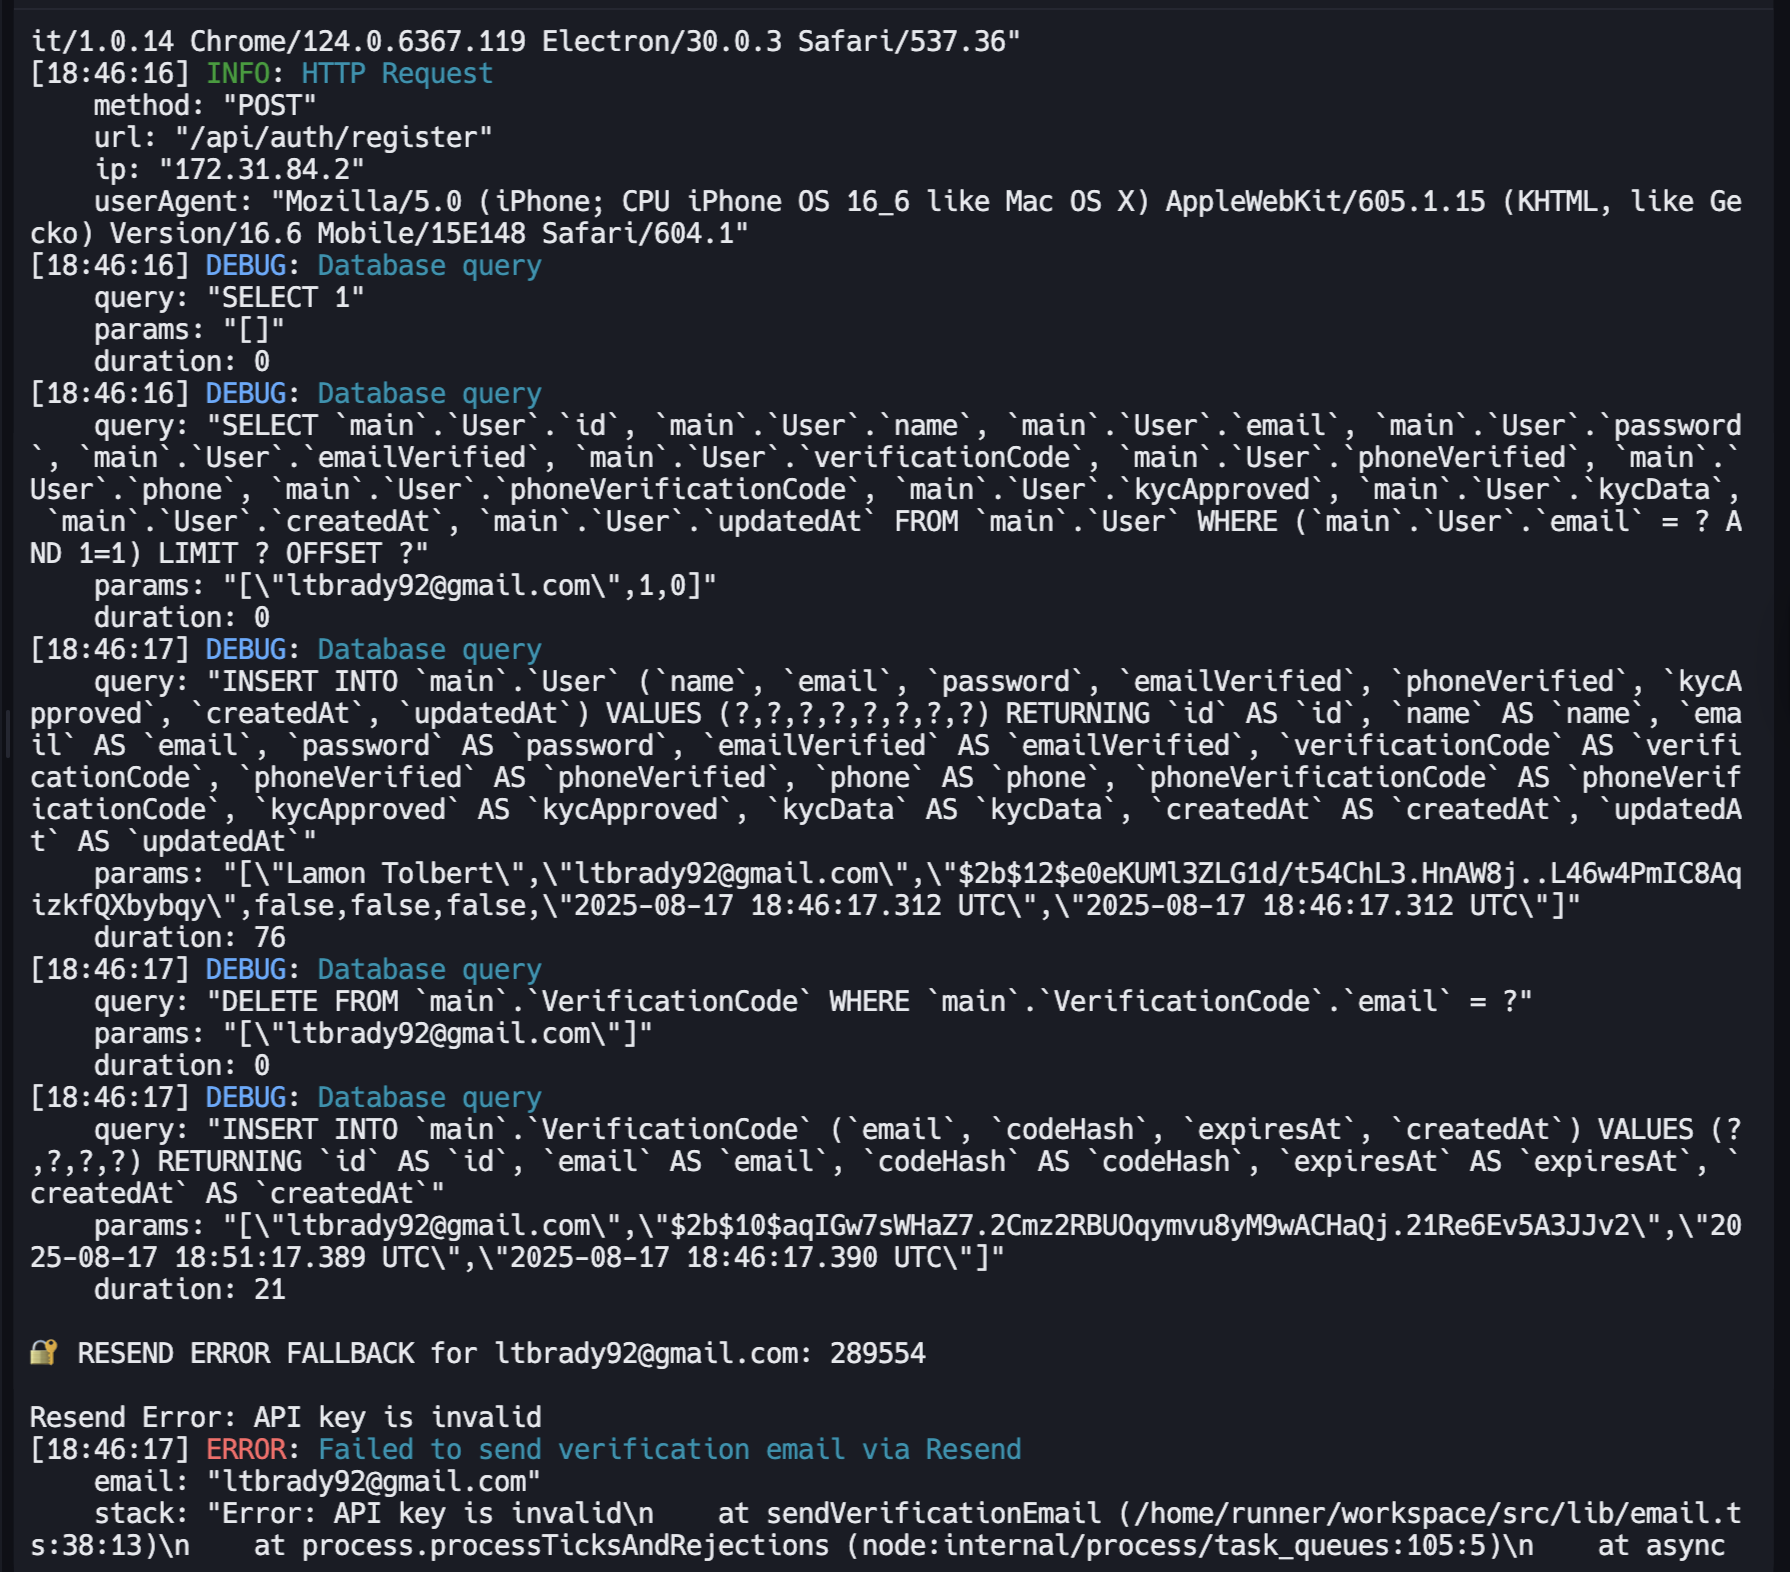 it/1.0.14 Chrome/124.0.6367.119 Electron/30.0.3 Safari/537.36"
[18:46:16] INFO: HTTP Request
    method: "POST"
    url: "/api/auth/register"
    ip: "172.31.84.2"
    userAgent: "Mozilla/5.0 (iPhone; CPU iPhone OS 16_6 like Mac OS X) AppleWebKit/605.1.15 (KHTML, like Ge
cko) Version/16.6 Mobile/15E148 Safari/604.1"
[18:46:16] DEBUG: Database query
    query: "SELECT 1"
    params: "[]"
    duration: 0
[18:46:16] DEBUG: Database query
    query: "SELECT `main`.`User`.`id`, `main`.`User`.`name`, `main`.`User`.`email`, `main`.`User`.`password
`, `main`.`User`.`emailVerified`, `main`.`User`.`verificationCode`, `main`.`User`.`phoneVerified`, `main`.`
User`.`phone`, `main`.`User`.`phoneVerificationCode`, `main`.`User`.`kycApproved`, `main`.`User`.`kycData`,
 `main`.`User`.`createdAt`, `main`.`User`.`updatedAt` FROM `main`.`User` WHERE (`main`.`User`.`email` = ? A
ND 1=1) LIMIT ? OFFSET ?"
    params: "[\"ltbrady92@gmail.com\",1,0]"
    duration: 0
[18:46:17] DEBUG: Database query
    query: "INSERT INTO `main`.`User` (`name`, `email`, `password`, `emailVerified`, `phoneVerified`, `kycA
pproved`, `createdAt`, `updatedAt`) VALUES (?,?,?,?,?,?,?,?) RETURNING `id` AS `id`, `name` AS `name`, `ema
il` AS `email`, `password` AS `password`, `emailVerified` AS `emailVerified`, `verificationCode` AS `verifi
cationCode`, `phoneVerified` AS `phoneVerified`, `phone` AS `phone`, `phoneVerificationCode` AS `phoneVerif
icationCode`, `kycApproved` AS `kycApproved`, `kycData` AS `kycData`, `createdAt` AS `createdAt`, `updatedA
t` AS `updatedAt`"
    params: "[\"Lamon Tolbert\",\"ltbrady92@gmail.com\",\"$2b$12$e0eKUMl3ZLG1d/t54ChL3.HnAW8j..L46w4PmIC8Aq
izkfQXbybqy\",false,false,false,\"2025-08-17 18:46:17.312 UTC\",\"2025-08-17 18:46:17.312 UTC\"]"
    duration: 76
[18:46:17] DEBUG: Database query
    query: "DELETE FROM `main`.`VerificationCode` WHERE `main`.`VerificationCode`.`email` = ?"
    params: "[\"ltbrady92@gmail.com\"]"
    duration: 0
[18:46:17] DEBUG: Database query
    query: "INSERT INTO `main`.`VerificationCode` (`email`, `codeHash`, `expiresAt`, `createdAt`) VALUES (?
,?,?,?) RETURNING `id` AS `id`, `email` AS `email`, `codeHash` AS `codeHash`, `expiresAt` AS `expiresAt`, `
createdAt` AS `createdAt`"
    params: "[\"ltbrady92@gmail.com\",\"$2b$10$aqIGw7sWHaZ7.2Cmz2RBUOqymvu8yM9wACHaQj.21Re6Ev5A3JJv2\",\"20
25-08-17 18:51:17.389 UTC\",\"2025-08-17 18:46:17.390 UTC\"]"
    duration: 21
🔐 RESEND ERROR FALLBACK for ltbrady92@gmail.com: 289554
Resend Error: API key is invalid
[18:46:17] ERROR: Failed to send verification email via Resend
    email: "ltbrady92@gmail.com"
    stack: "Error: API key is invalid\n    at sendVerificationEmail (/home/runner/workspace/src/lib/email.t
s:38:13)\n    at process.processTicksAndRejections (node:internal/process/task_queues:105:5)\n    at async